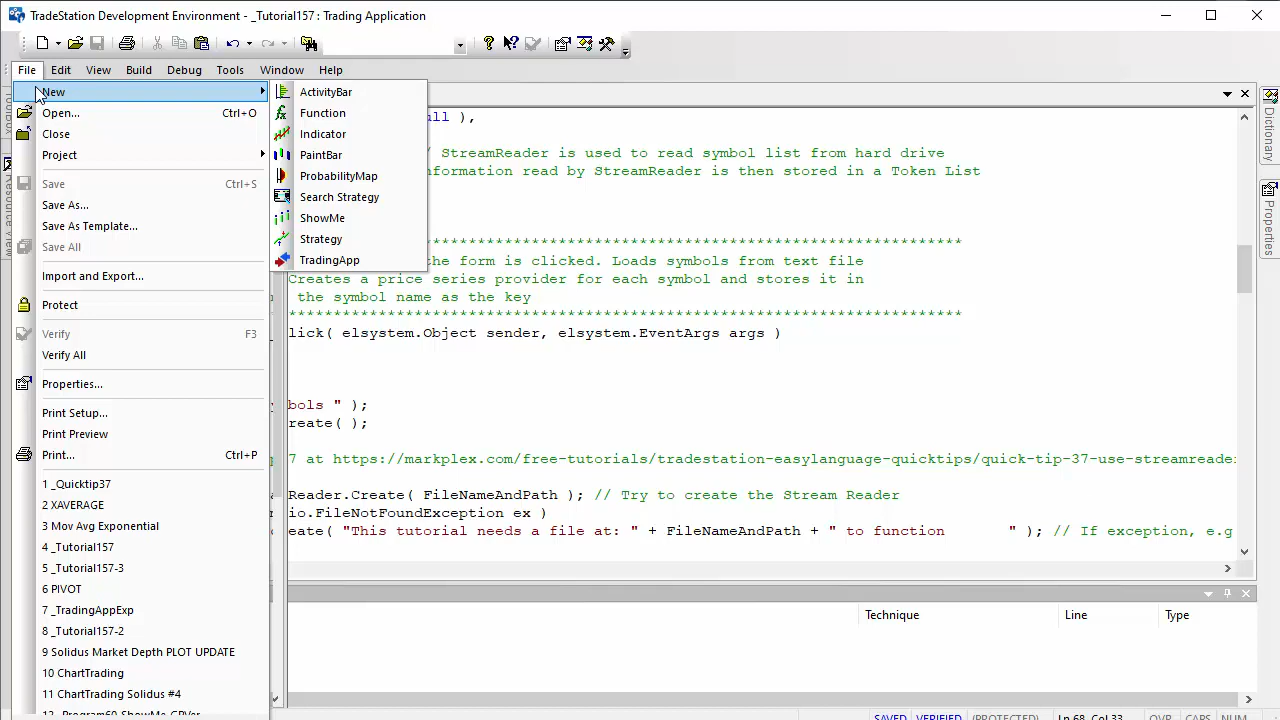 TradeStation Development Environment - _Tutorial157 : Trading Application
File Edit View Build Debug Tools Window Help
New
Open... Ctrl+O
Close
Project
Save Ctrl+S
Save As...
Save As Template...
Save All
Import and Export...
Protect
Verify F3
Verify All
Properties...
Print Setup...
Print Preview
Print... Ctrl+P
1 _Quicktip37
2 XAVERAGE
3 Mov Avg Exponential
4 _Tutorial157
5 _Tutorial157-3
6 PIVOT
7 _TradingAppExp
8 _Tutorial157-2
9 Solidus Market Depth PLOT UPDATE
10 ChartTrading
11 ChartTrading Solidus #4
ActivityBar
Function
Indicator
PaintBar
ProbabilityMap
Search Strategy
ShowMe
Strategy
TradingApp
ull ),
/ StreamReader is used to read symbol list from hard drive
nformation read by StreamReader is then stored in a Token List
the form is clicked. Loads symbols from text file
Creates a price series provider for each symbol and stores it in
the symbol name as the key
lick( elsystem.Object sender, elsystem.EventArgs args )
bols " );
reate( );
7 at https://markplex.com/free-tutorials/tradestation-easylanguage-quicktips/quick-tip-37-use-streamreader
Reader.Create( FileNameAndPath ); // Try to create the Stream Reader
io.FileNotFoundException ex )
eate( "This tutorial needs a file at: " + FileNameAndPath + " to function " ); // If exception, e.g
Technique Line Type
SAVED VERIFIED (PROTECTED) Ln 68, Col 33 OVR CAPS NUM
Dictionary
Properties
Resource View